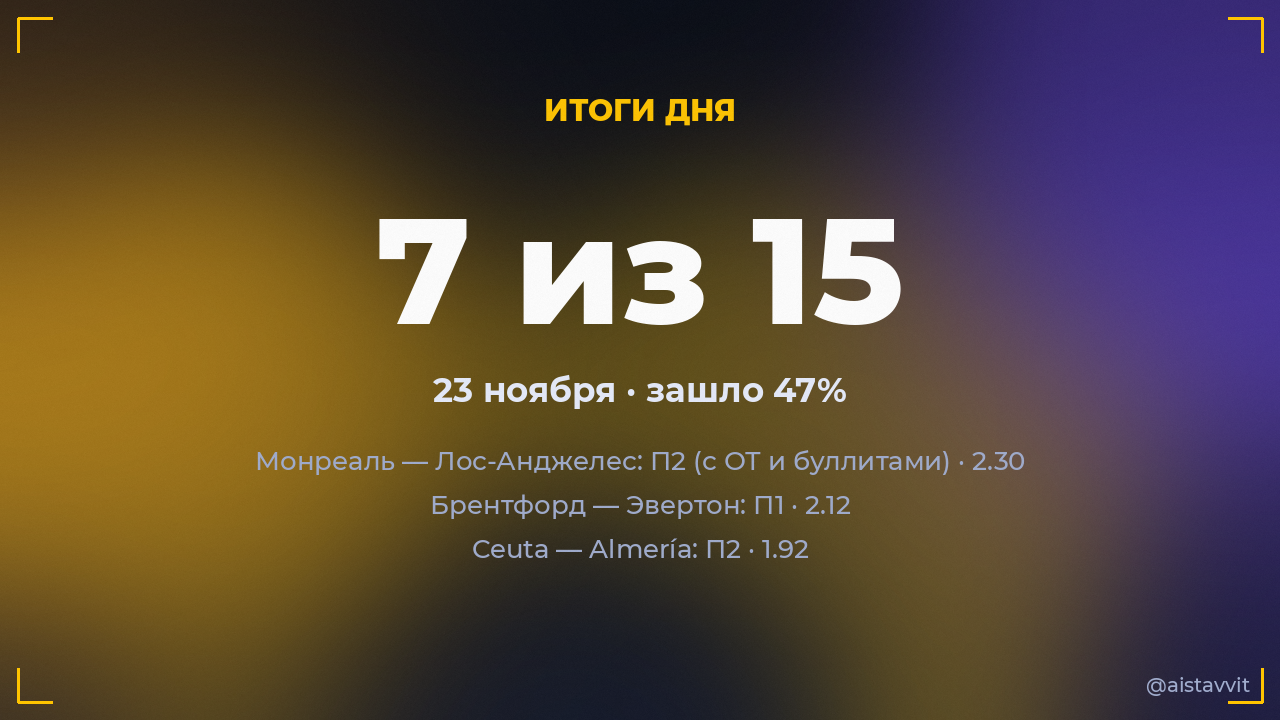 ИТОГИ ДНЯ
7 из 15
23 ноября · зашло 47%
Монреаль — Лос-Анджелес: П2 (с ОТ и буллитами) · 2.30
Брентфорд — Эвертон: П1 · 2.12
Ceuta — Almería: П2 · 1.92
@aistavvit